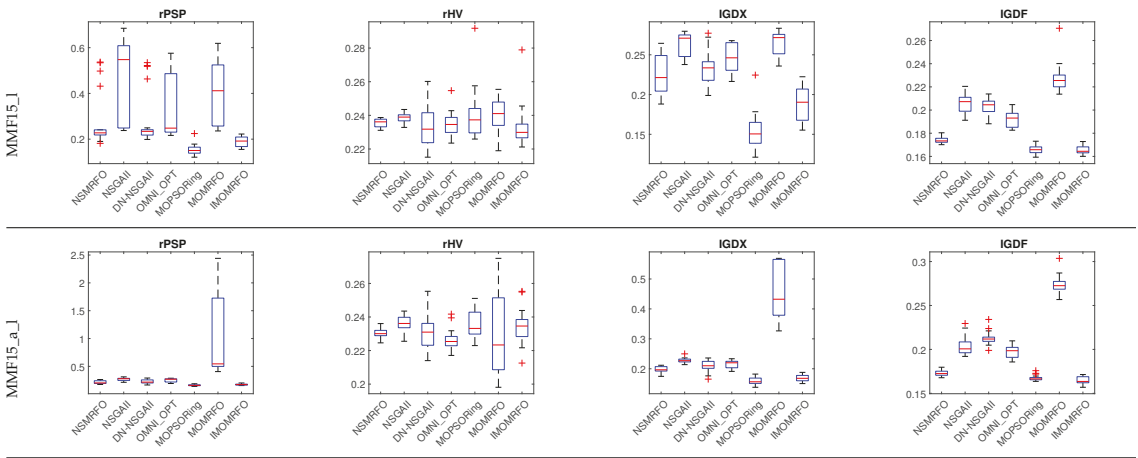 MMF15_l
rPSP
0.6
0.4
0.2
NSMRFO
NSGAII
DN-NSGAII
OMNI_OPT
MOPSORing
MOMRFO
IMOMRFO
rHV
0.28
0.26
0.24
0.22
NSMRFO
NSGAII
DN-NSGAII
OMNI_OPT
MOPSORing
MOMRFO
IMOMRFO
IGDX
0.25
0.2
0.15
NSMRFO
NSGAII
DN-NSGAII
OMNI_OPT
MOPSORing
MOMRFO
IMOMRFO
IGDF
0.26
0.24
0.22
0.2
0.18
0.16
NSMRFO
NSGAII
DN-NSGAII
OMNI_OPT
MOPSORing
MOMRFO
IMOMRFO
MMF15_a_l
rPSP
2.5
2
1.5
1
0.5
NSMRFO
NSGAII
DN-NSGAII
OMNI_OPT
MOPSORing
MOMRFO
IMOMRFO
rHV
0.26
0.24
0.22
0.2
NSMRFO
NSGAII
DN-NSGAII
OMNI_OPT
MOPSORing
MOMRFO
IMOMRFO
IGDX
0.5
0.4
0.3
0.2
NSMRFO
NSGAII
DN-NSGAII
OMNI_OPT
MOPSORing
MOMRFO
IMOMRFO
IGDF
0.3
0.25
0.2
0.15
NSMRFO
NSGAII
DN-NSGAII
OMNI_OPT
MOPSORing
MOMRFO
IMOMRFO